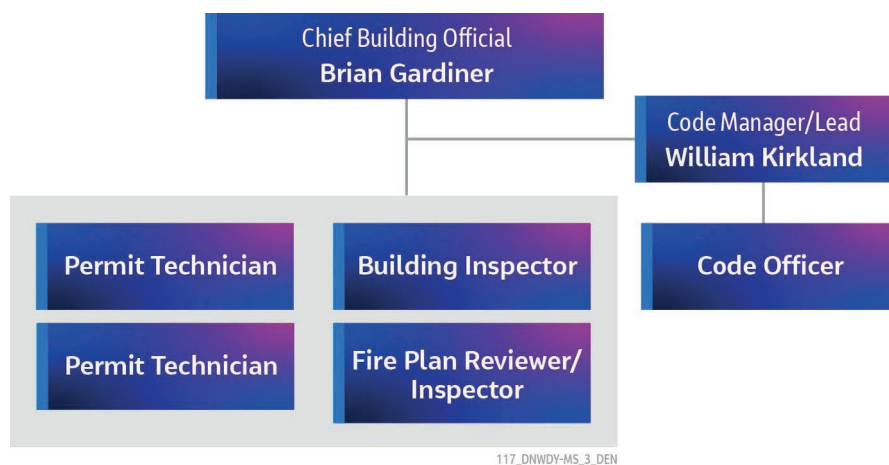 Chief Building Official
Brian Gardiner
Code Manager/Lead
William Kirkland
Permit Technician
Building Inspector
Code Officer
Permit Technician
Fire Plan Reviewer/
Inspector
117_DNWDY-MS_3_DEN